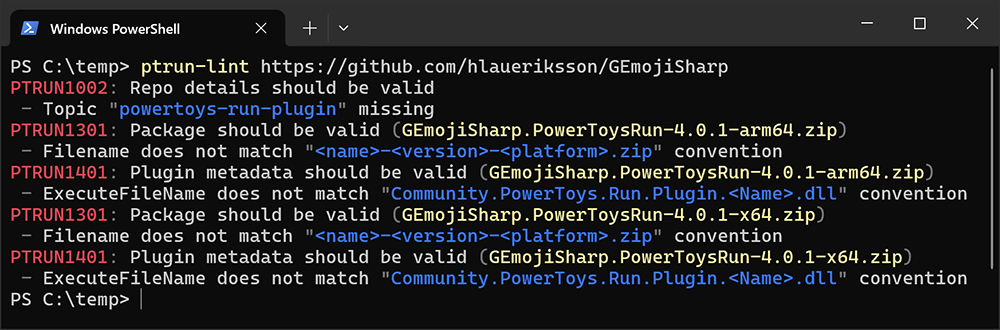 Windows PowerShell
PS C:\temp> ptrun-lint https://github.com/hlaueriksson/GEmojiSharp
PTRUN1002: Repo details should be valid
 - Topic "powertoys-run-plugin" missing
PTRUN1301: Package should be valid (GEmojiSharp.PowerToysRun-4.0.1-arm64.zip)
 - Filename does not match "<name>-<version>-<platform>.zip" convention
PTRUN1401: Plugin metadata should be valid (GEmojiSharp.PowerToysRun-4.0.1-arm64.zip)
 - ExecuteFileName does not match "Community.PowerToys.Run.Plugin.<Name>.dll" convention
PTRUN1301: Package should be valid (GEmojiSharp.PowerToysRun-4.0.1-x64.zip)
 - Filename does not match "<name>-<version>-<platform>.zip" convention
PTRUN1401: Plugin metadata should be valid (GEmojiSharp.PowerToysRun-4.0.1-x64.zip)
 - ExecuteFileName does not match "Community.PowerToys.Run.Plugin.<Name>.dll" convention
PS C:\temp>